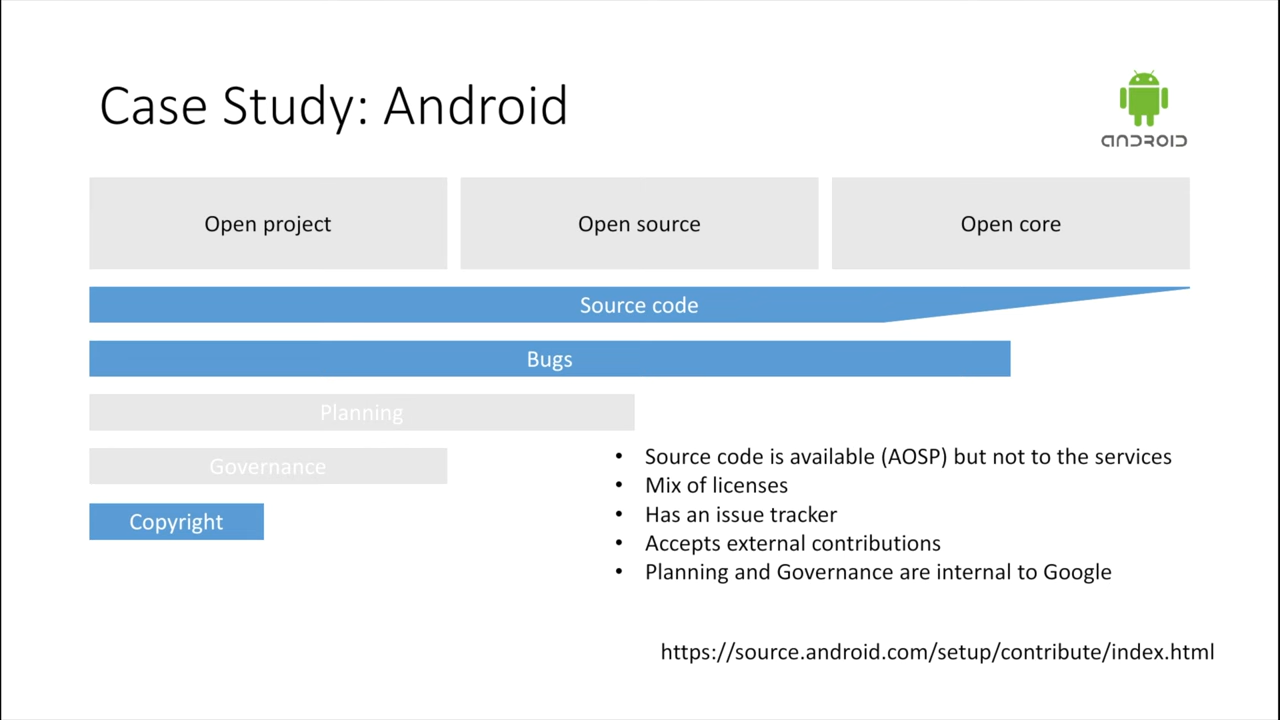 Case Study: Android
ANDROID
Open project
Open source
Open core
Source code
Bugs
Planning
Governance
Copyright
• Source code is available (AOSP) but not to the services
• Mix of licenses
• Has an issue tracker
• Accepts external contributions
• Planning and Governance are internal to Google
https://source.android.com/setup/contribute/index.html